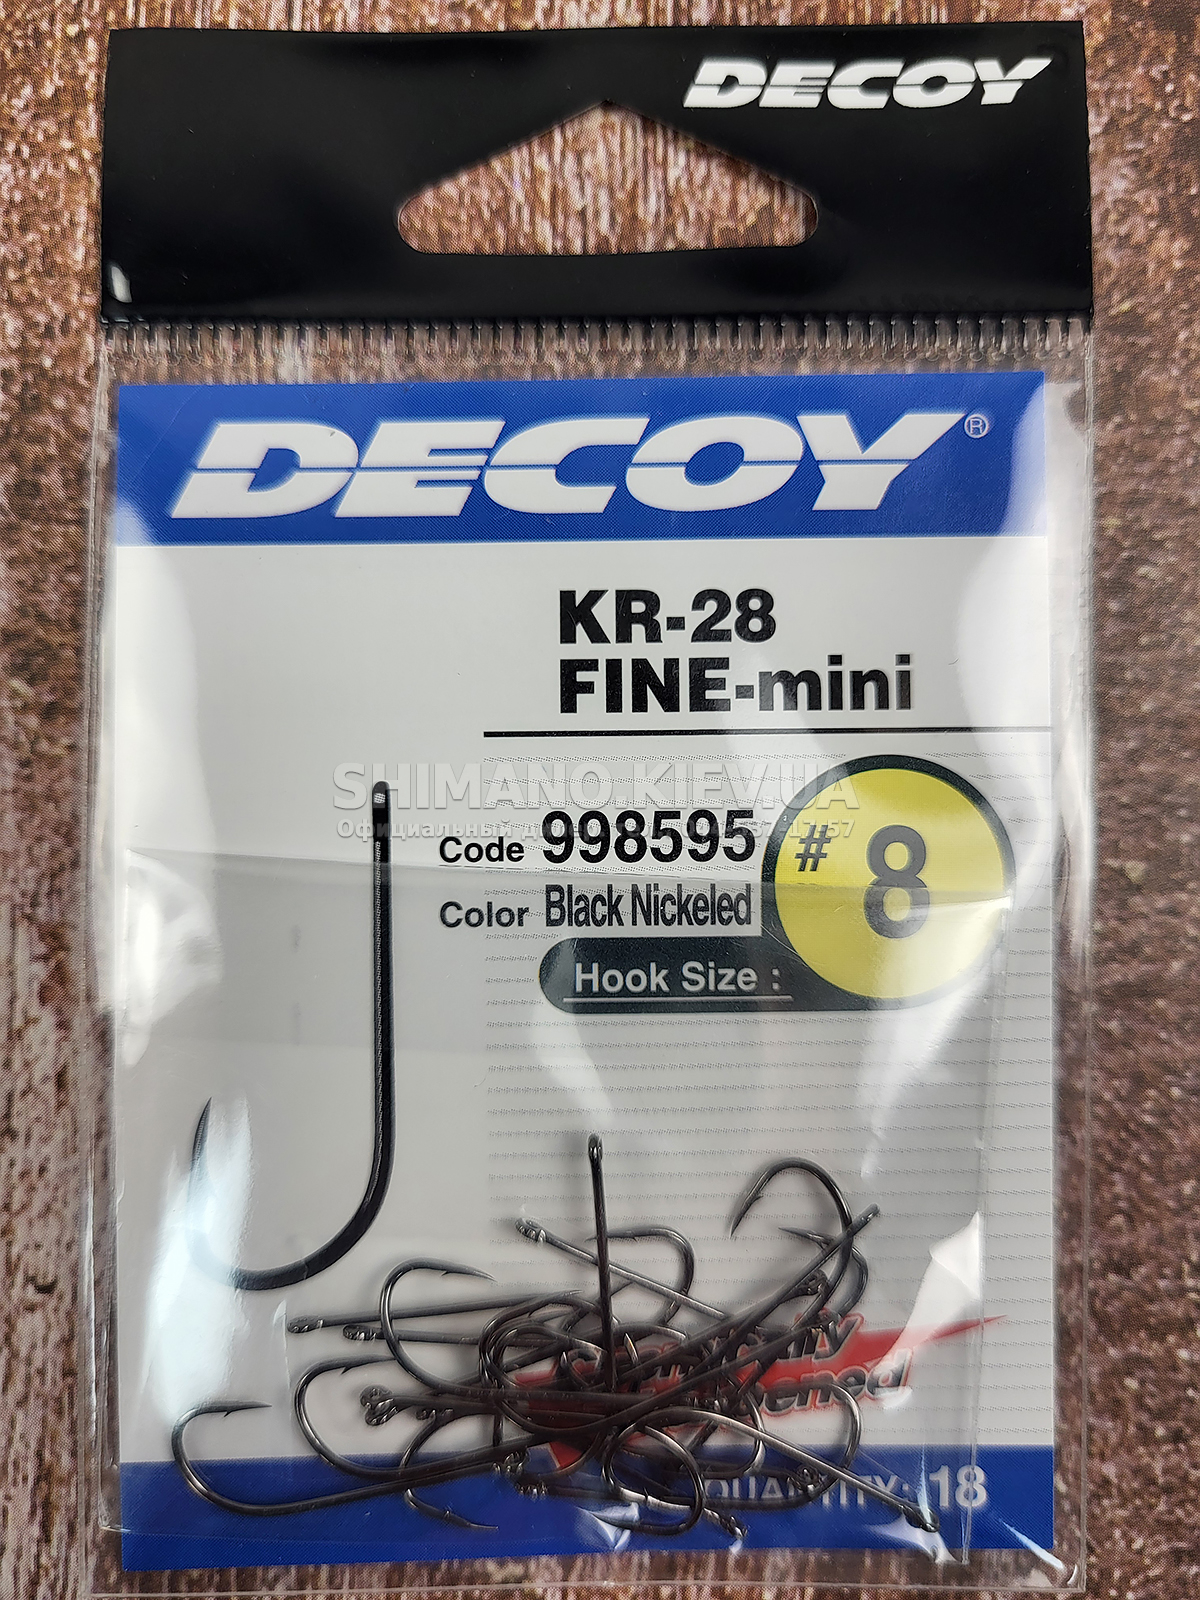 DECOY
DECOY®
KR-28
FINE-mini
SHIMANO.KIEV.UA
Официальный
Code 998595
Color Black Nickeled
# 8
Hook Size :
QUANTITY: 18